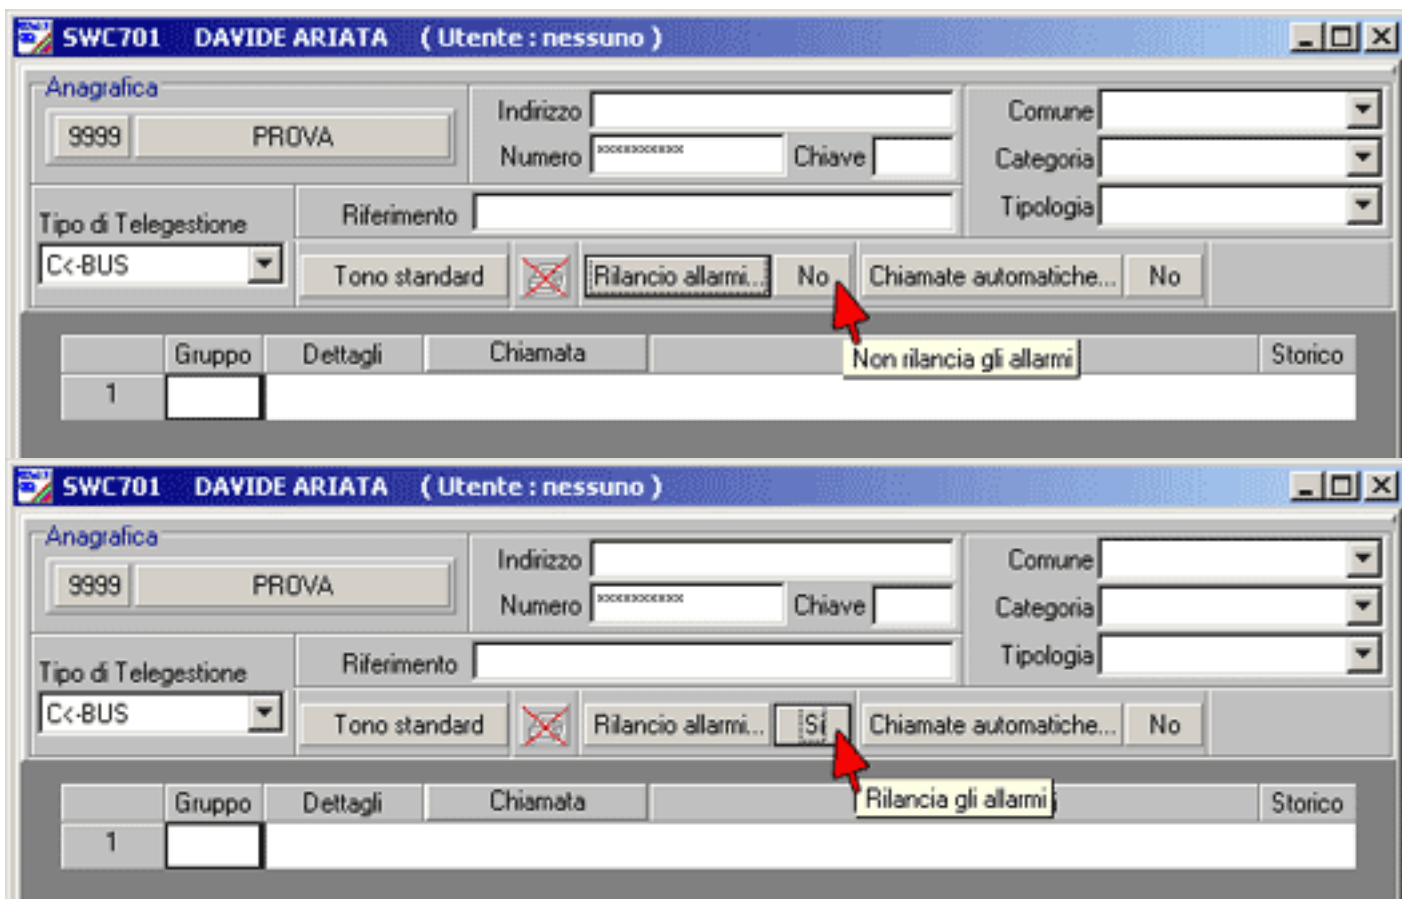 SWC701 DAVIDE ARIATA ( Utente : nessuno )
Anagrafica
9999 PROVA
Indirizzo
Numero xxxxxxxxxx Chiave
Comune
Categoria
Tipologia
Tipo di Telegestione
C<-BUS
Riferimento
Tono standard Rilancio allarmi... No Chiamate automatiche... No
Non rilancia gli allarmi
Gruppo Dettagli Chiamata Storico
1
SWC701 DAVIDE ARIATA ( Utente : nessuno )
Anagrafica
9999 PROVA
Indirizzo
Numero xxxxxxxxxx Chiave
Comune
Categoria
Tipologia
Tipo di Telegestione
C<-BUS
Riferimento
Tono standard Rilancio allarmi... Sì Chiamate automatiche... No
Rilancia gli allarmi
Gruppo Dettagli Chiamata Storico
1